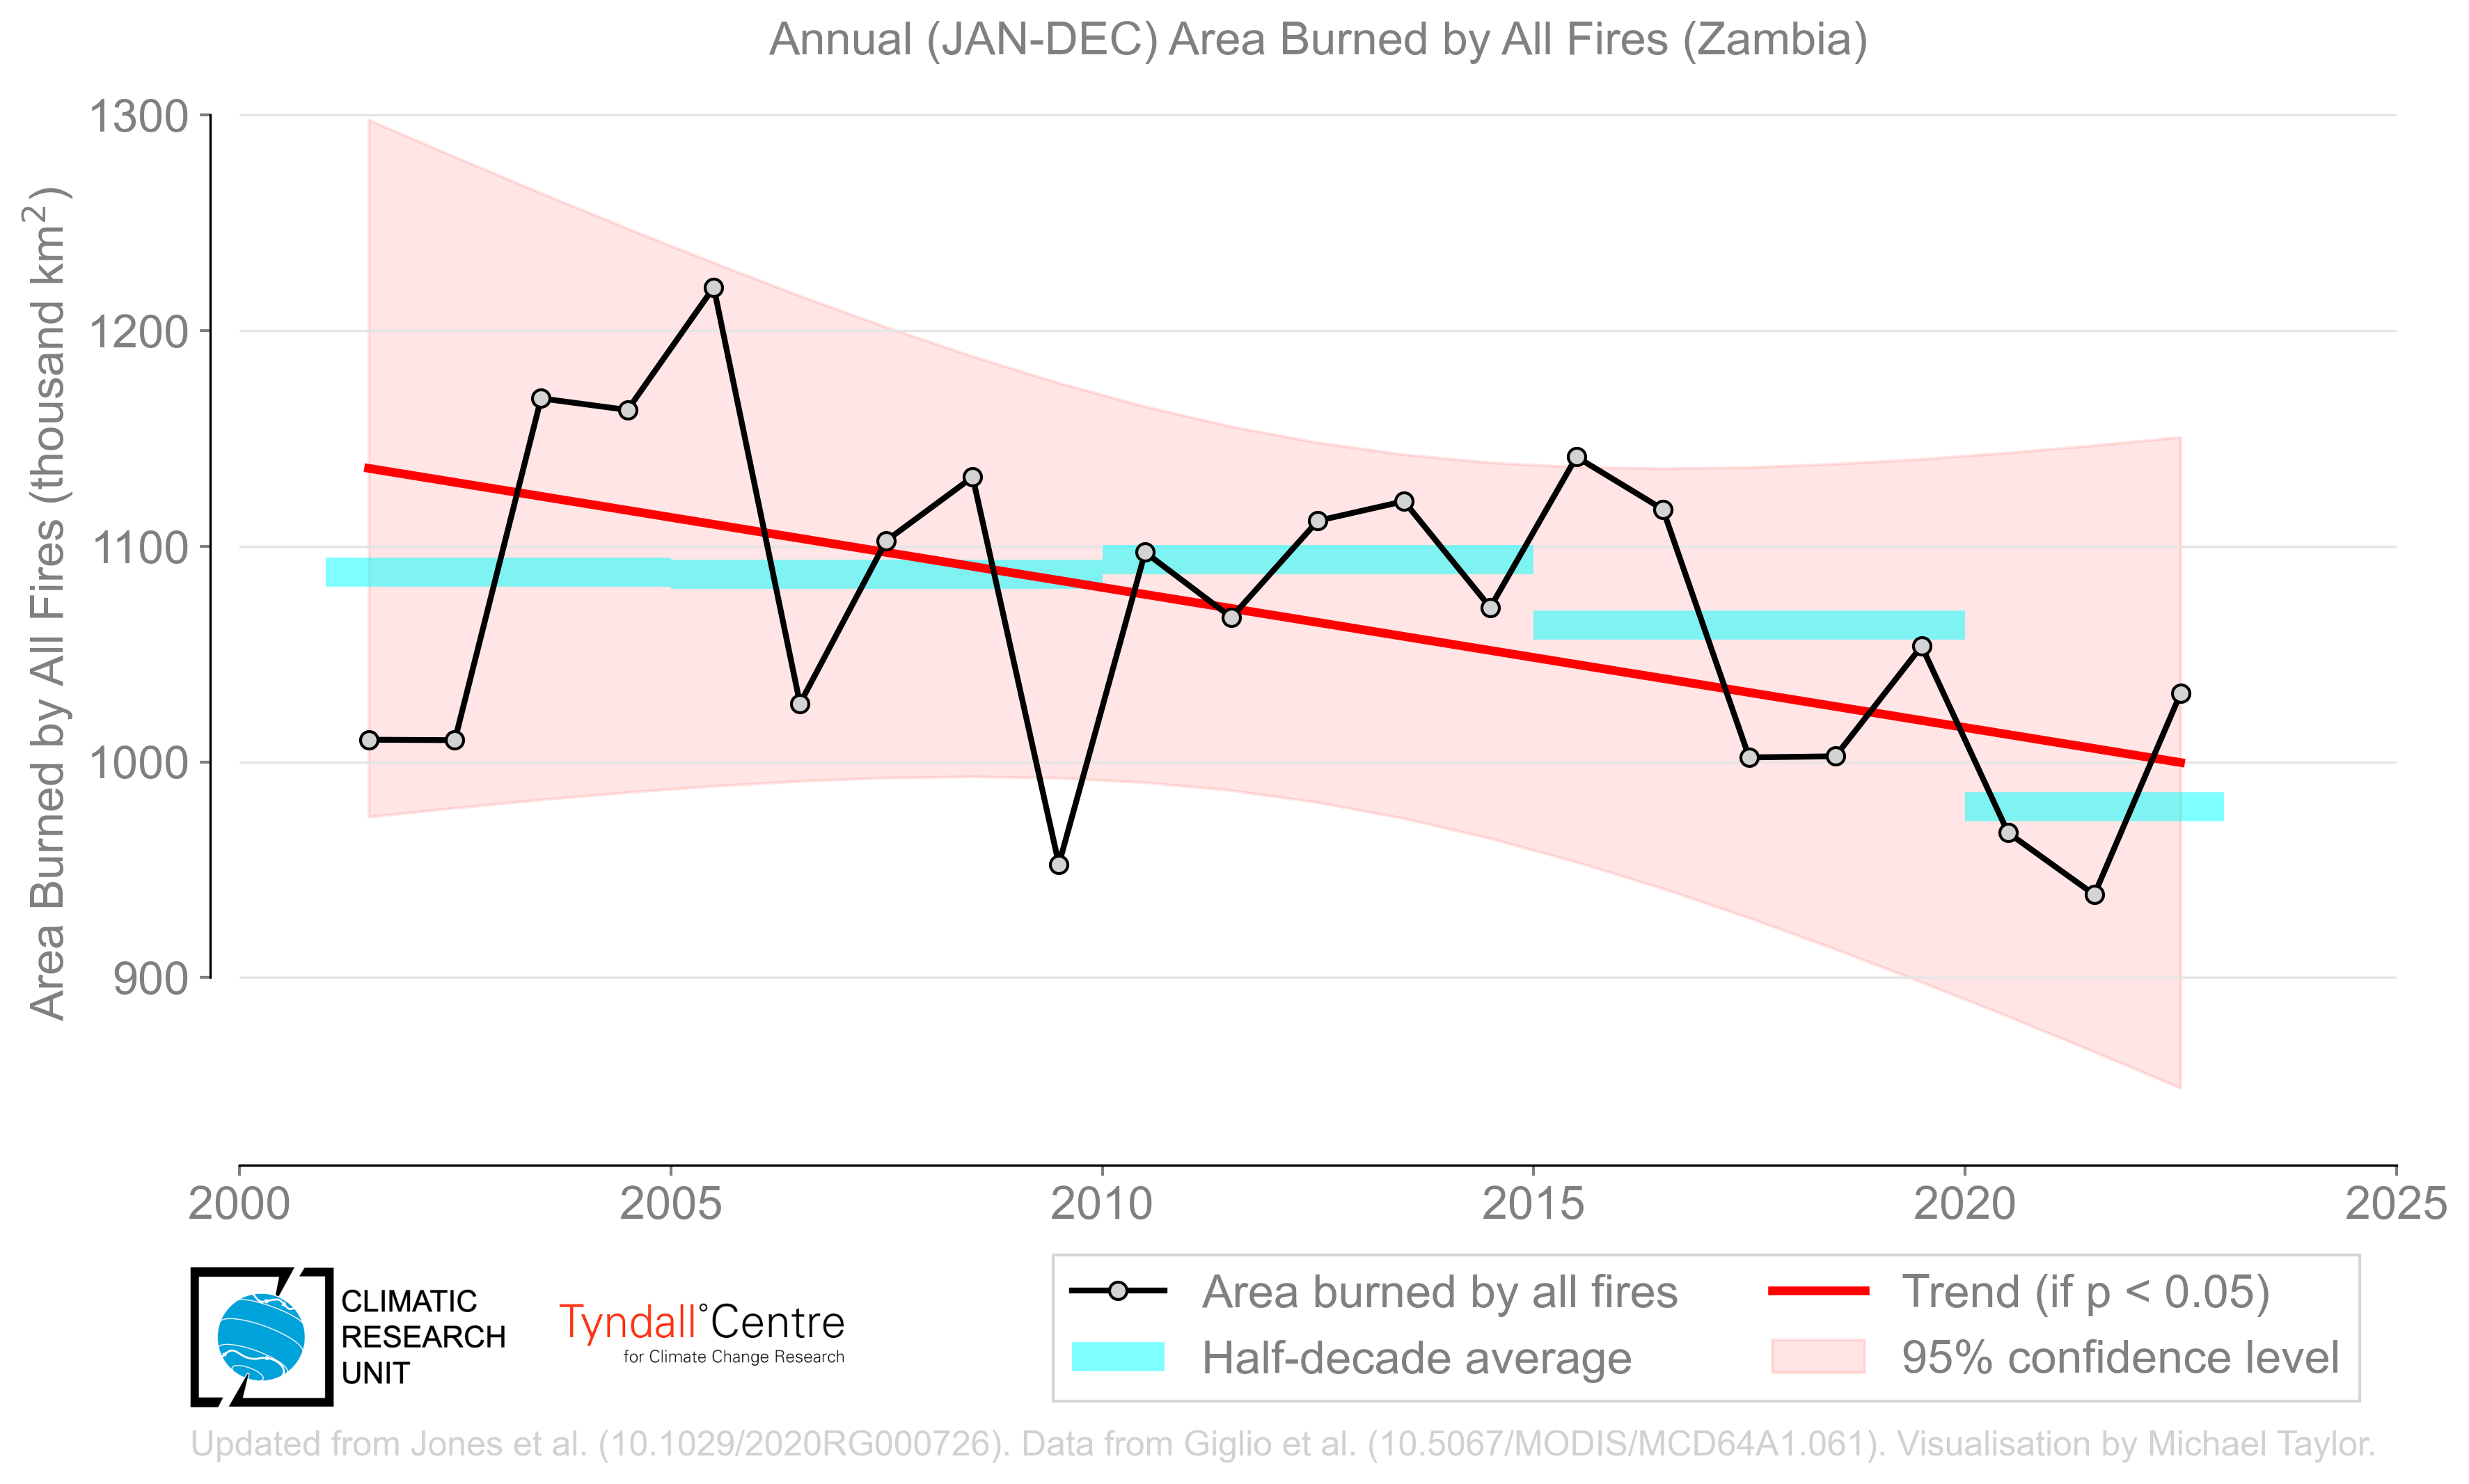 Annual (JAN-DEC) Area Burned by All Fires (Zambia)
Area Burned by All Fires (thousand km²)
1300
1200
1100
1000
900
2000 2005 2010 2015 2020 2025
CLIMATIC
RESEARCH
UNIT
Tyndall°Centre
for Climate Change Research
Area burned by all fires
Half-decade average
Trend (if p < 0.05)
95% confidence level
Updated from Jones et al. (10.1029/2020RG000726). Data from Giglio et al. (10.5067/MODIS/MCD64A1.061). Visualisation by Michael Taylor.